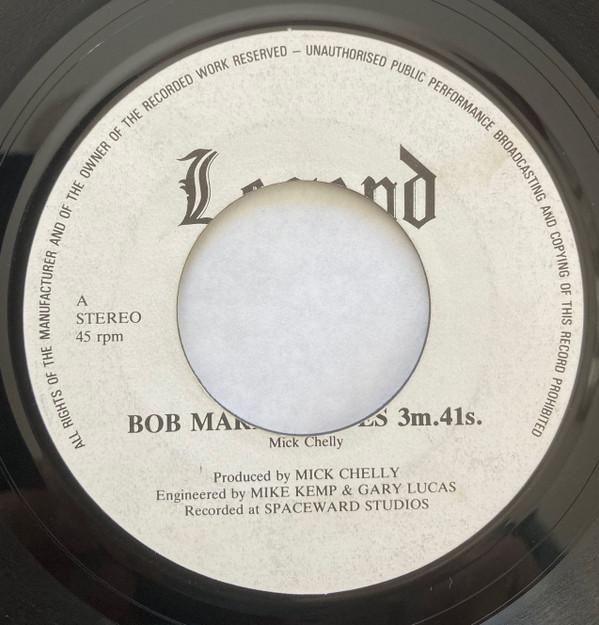 ALL RIGHTS OF THE MANUFACTURER AND OF THE OWNER OF THE RECORDED WORK RESERVED – UNAUTHORISED PUBLIC PERFORMANCE BROADCASTING AND COPYING OF THIS RECORD PROHIBITED
Legend
A
STEREO
45 rpm
BOB 3m.41s.
Mick Chelly
Produced by MICK CHELLY
Engineered by MIKE KEMP & GARY LUCAS
Recorded at SPACEWARD STUDIOS